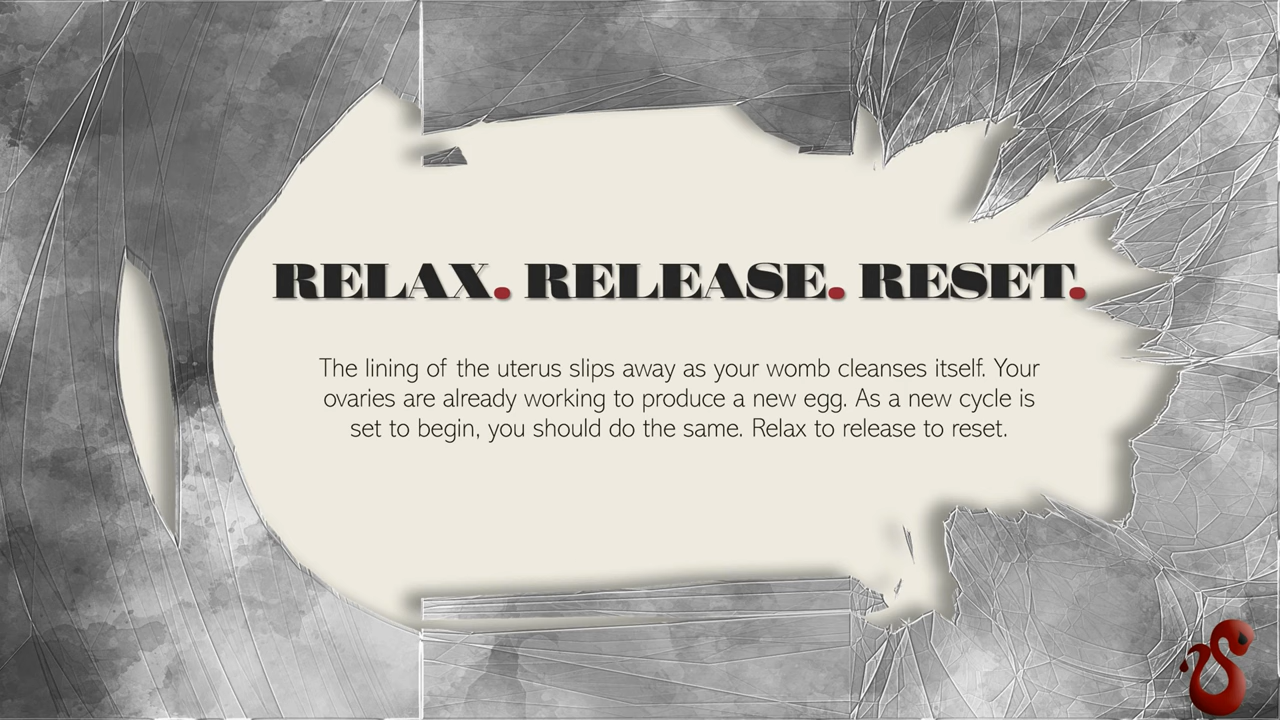 RELAX. RELEASE. RESET.
The lining of the uterus slips away as your womb cleanses itself. Your
ovaries are already working to produce a new egg. As a new cycle is
set to begin, you should do the same. Relax to release to reset.